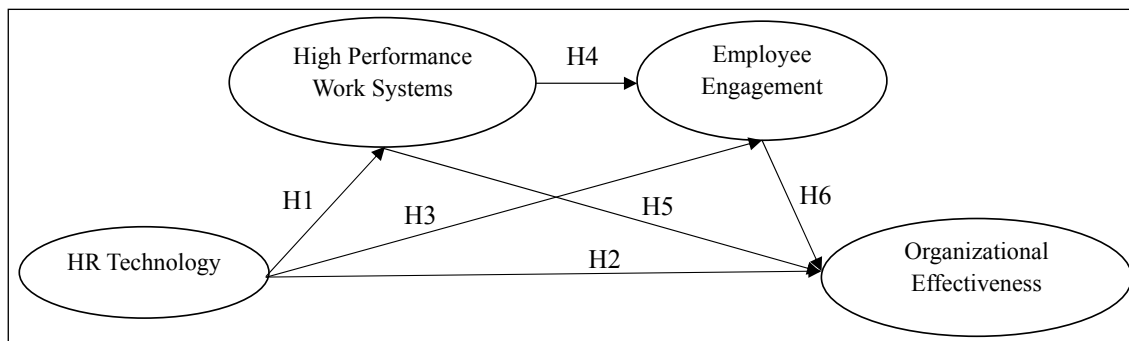 High Performance
Work Systems
H4
Employee
Engagement
H1
H3
H5
H6
HR Technology
H2
Organizational
Effectiveness